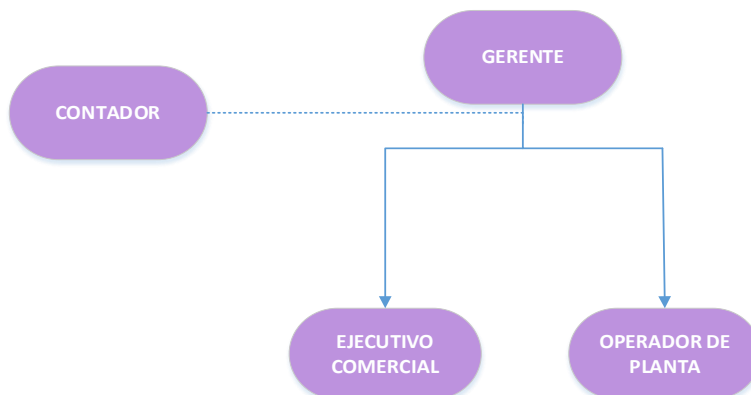 GERENTE
CONTADOR
EJECUTIVO
COMERCIAL
OPERADOR DE
PLANTA